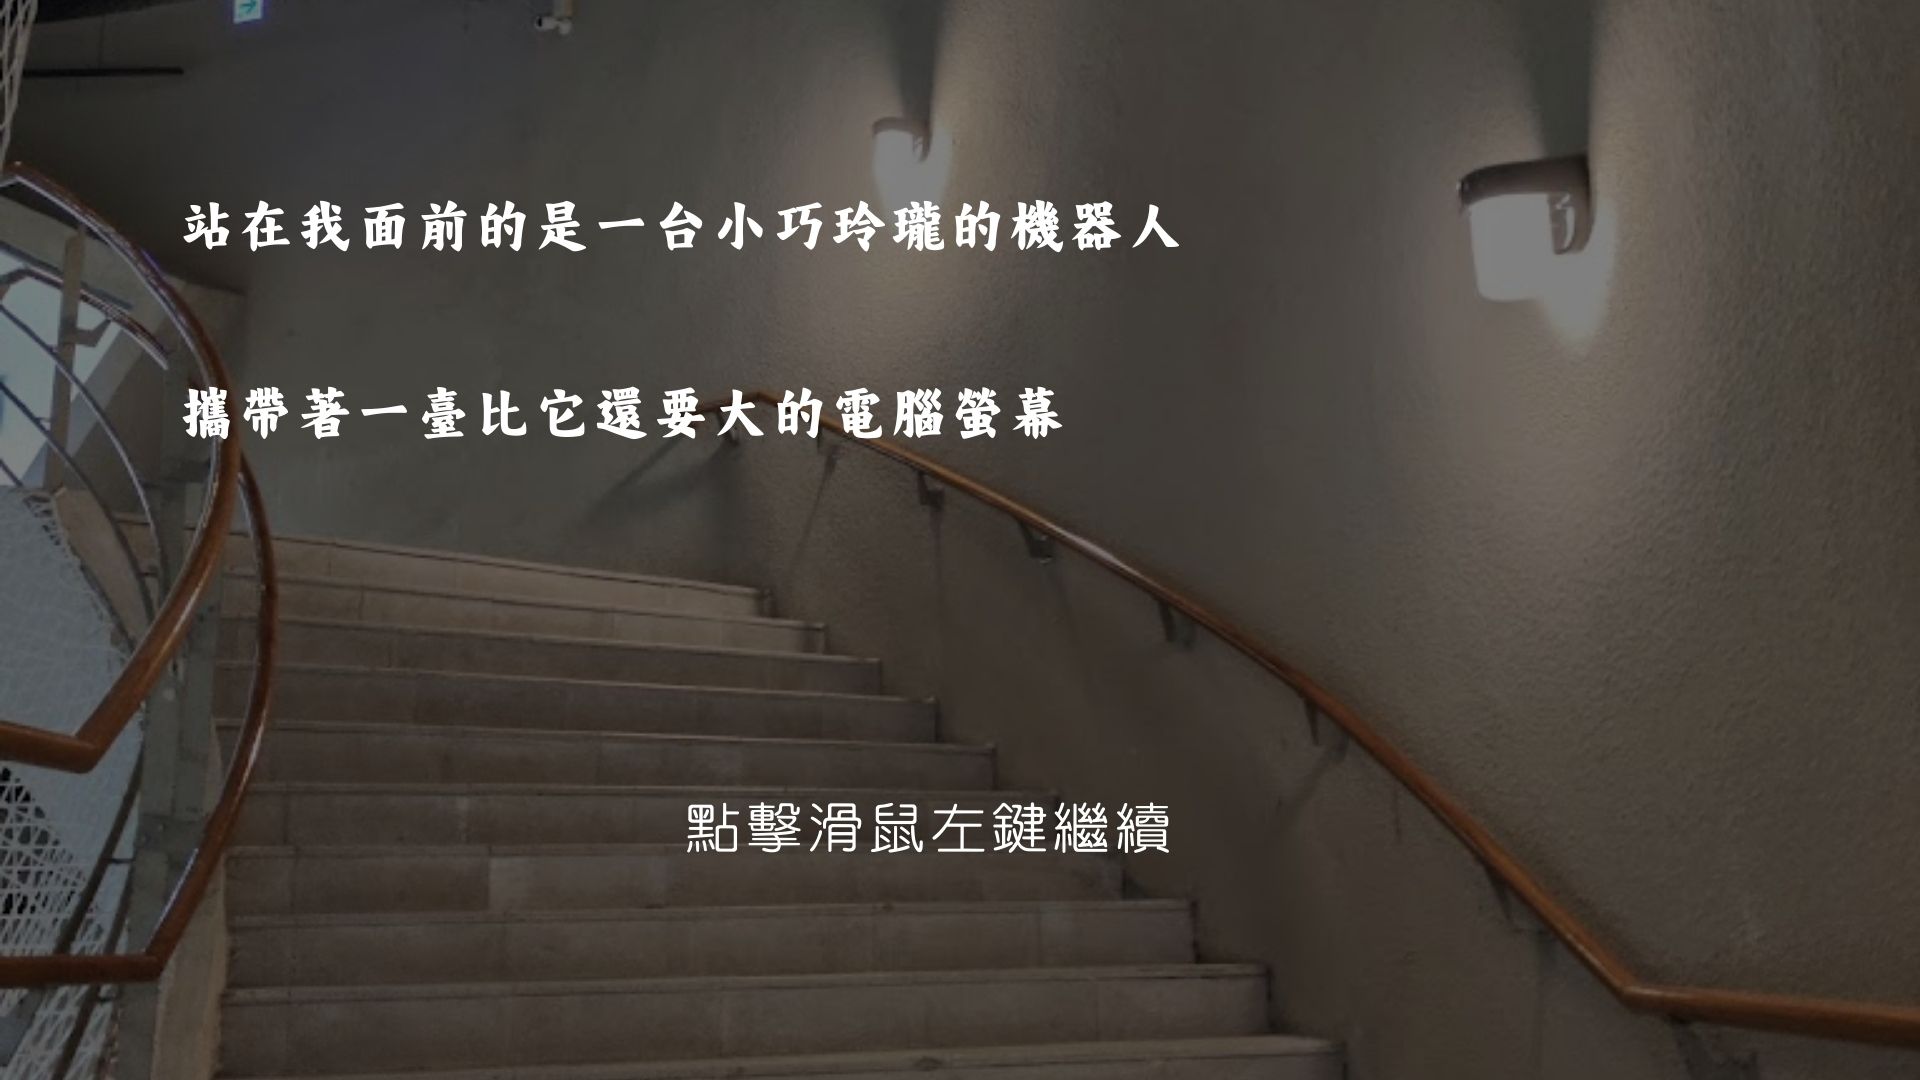 站在我面前的是一台小巧玲瓏的機器人
攜帶著一臺比它還要大的電腦螢幕
點擊滑鼠左鍵繼續